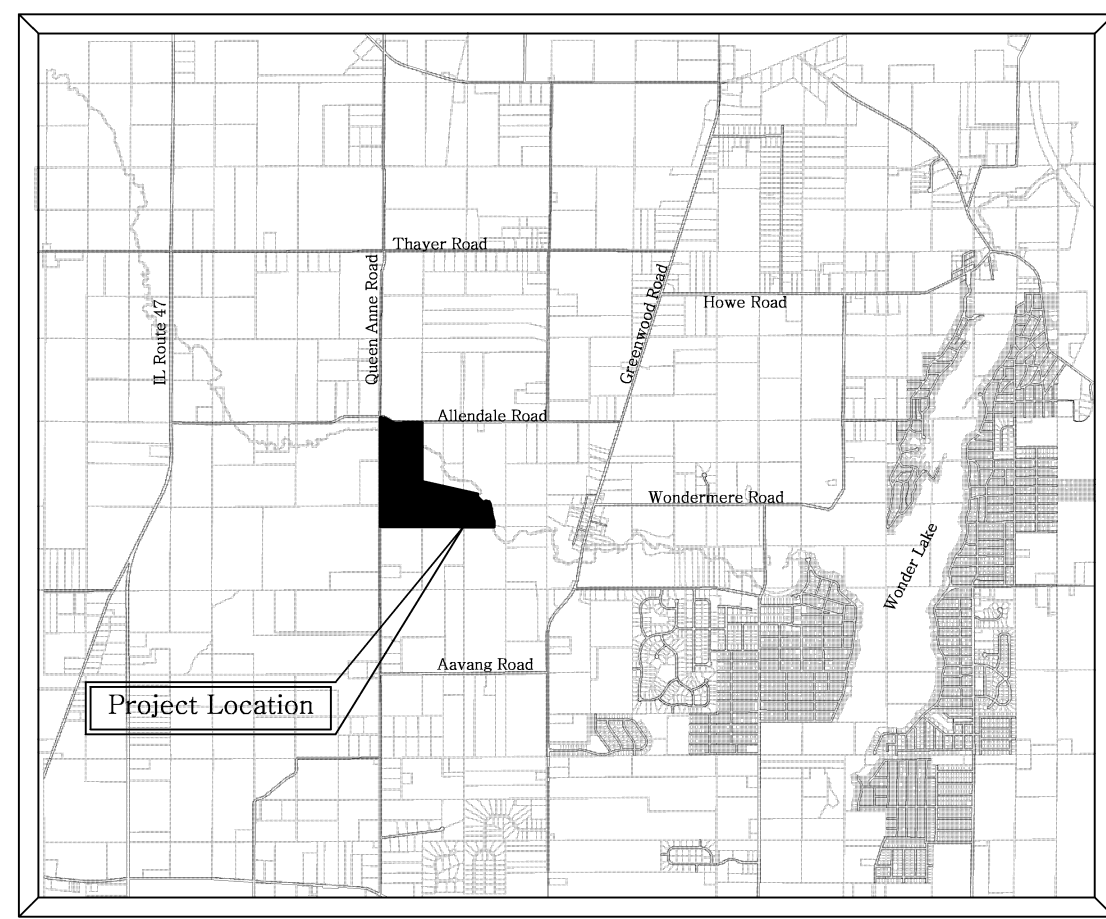 Thayer Road
Queen Anne Road
IL Route 47
Greenwood Road
Howe Road
Allendale Road
Wondermere Road
Wonder Lake
Aavang Road
Project Location